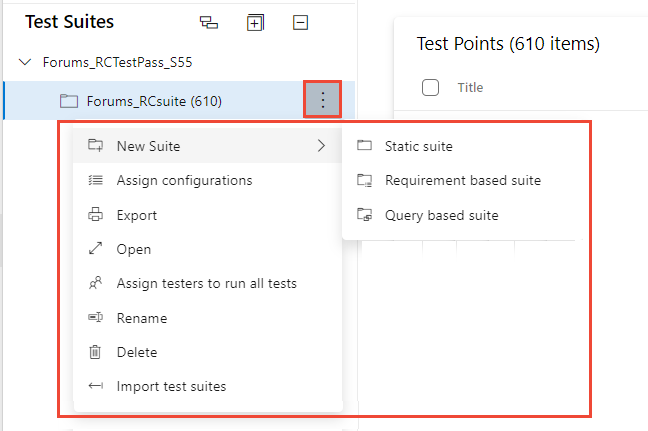 Test Suites
Forums_RCTestPass_S55
Forums_RCsuite (610)
New Suite
Assign configurations
Export
Open
Assign testers to run all tests
Rename
Delete
Import test suites
Static suite
Requirement based suite
Query based suite
Test Points (610 items)
Title